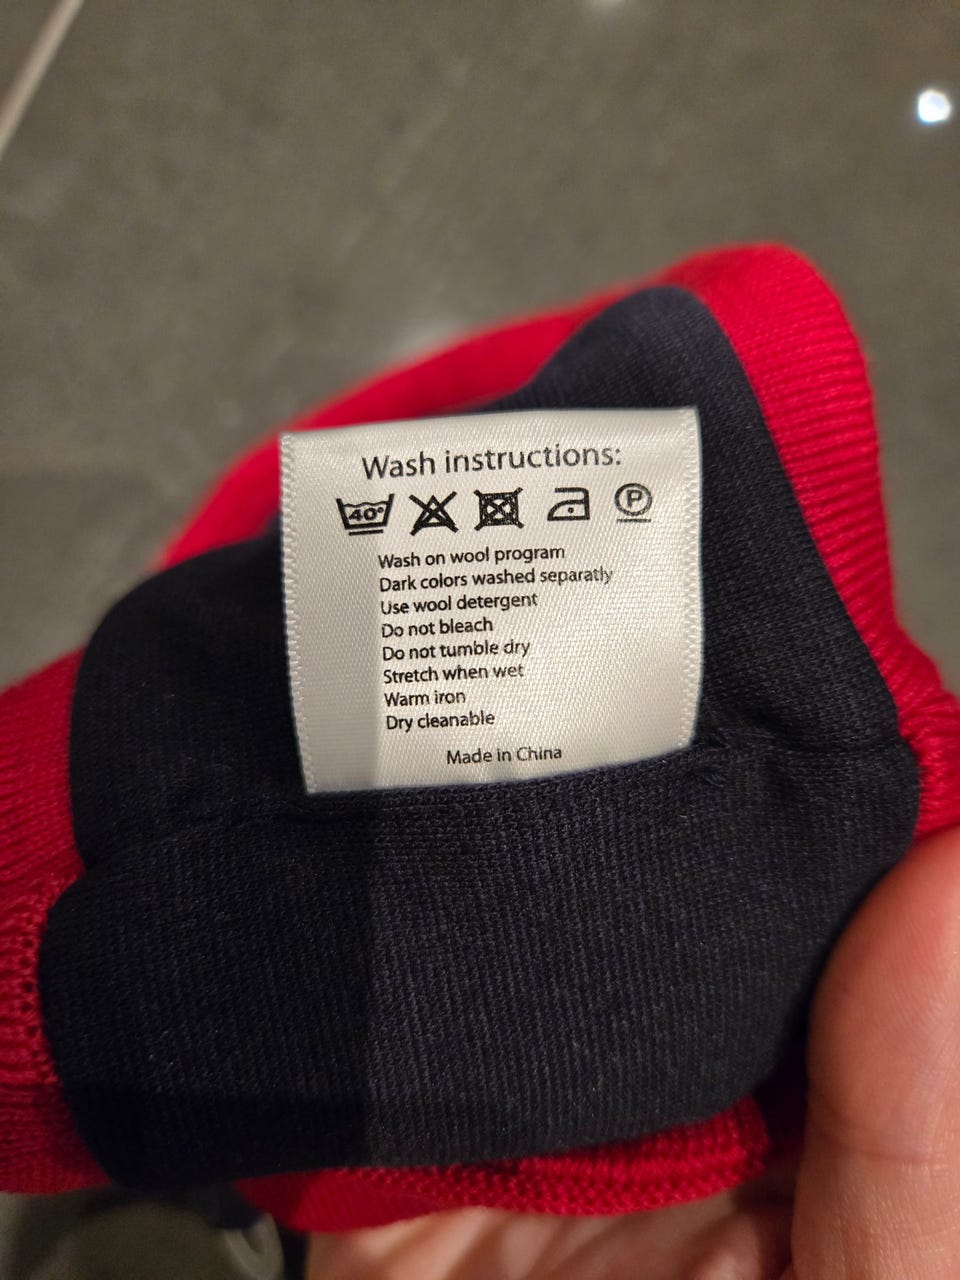 Wash instructions:
40° P
Wash on wool program
Dark colors washed separatly
Use wool detergent
Do not bleach
Do not tumble dry
Stretch when wet
Warm iron
Dry cleanable
Made in China